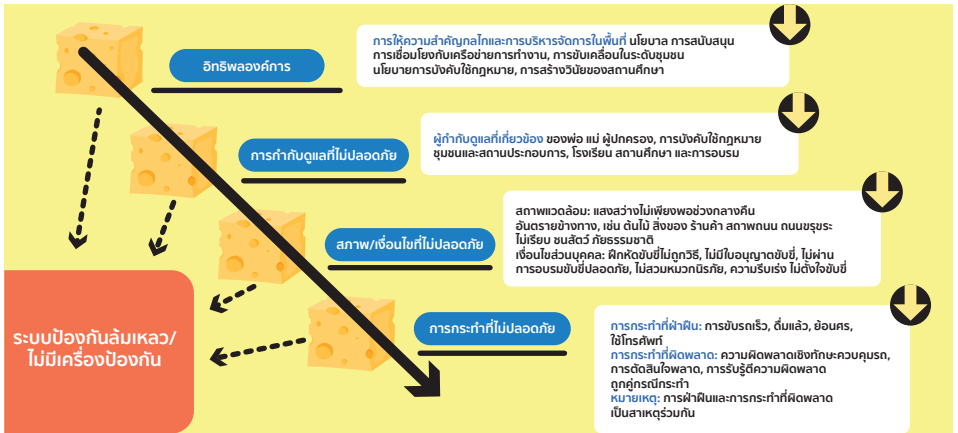 อิทธิพลองค์การ
การให้ความสำคัญกลไกและการบริหารจัดการในพื้นที่ นโยบาล การสนับสนุน
การเชื่อมโยงกับเครือข่ายการทำงาน, การขับเคลื่อนในระดับชุมชน
นโยบายการบังคับใช้กฎหมาย, การสร้างวินัยของสถานศึกษา
การกำกับดูแลที่ไม่ปลอดภัย
ผู้กำกับดูแลที่เกี่ยวข้อง ของพ่อ แม่ ผู้ปกครอง, การบังคับใช้กฎหมาย
ชุมชนและสถานประกอบการ, โรงเรียน สถานศึกษา และการอบรม
สภาพ/เงื่อนไขที่ไม่ปลอดภัย
สถาพแวดล้อม: แสงสว่างไม่เพียงพอช่วงกลางคืน
อันตรายข้างทาง, เช่น ต้นไม้ สิ่งของ ร้านค้า สภาพถนน ถนนขรุขระ
ไม่เรียบ ชนสัตว์ ภัยธรรมชาติ
เงื่อนไขส่วนบุคคล: ฝึกหัดขับขี่ไม่ถูกวิธี, ไม่มีใบอนุญาตขับขี่, ไม่ผ่าน
การอบรมขับขี่ปลอดภัย, ไม่สวมหมวกนิรภัย, ความรีบเร่ง ไม่ตั้งใจขับขี่
การกระทำที่ไม่ปลอดภัย
การกระทำที่ฝ่าฝืน: การขับรถเร็ว, ดื่มแล้ว, ย้อนศร,
ใช้โทรศัพท์
การกระทำที่ผิดพลาด: ความผิดพลาดเชิงทักษะควบคุมรถ,
การตัดสินใจพลาด, การรับรู้ตีความผิดพลาด
ถูกคู่กรณีกระทำ
หมายเหตุ: การฝ่าฝืนและการกระทำที่ผิดพลาด
เป็นสาเหตุร่วมกัน
ระบบป้องกันล้มเหลว/
ไม่มีเครื่องป้องกัน